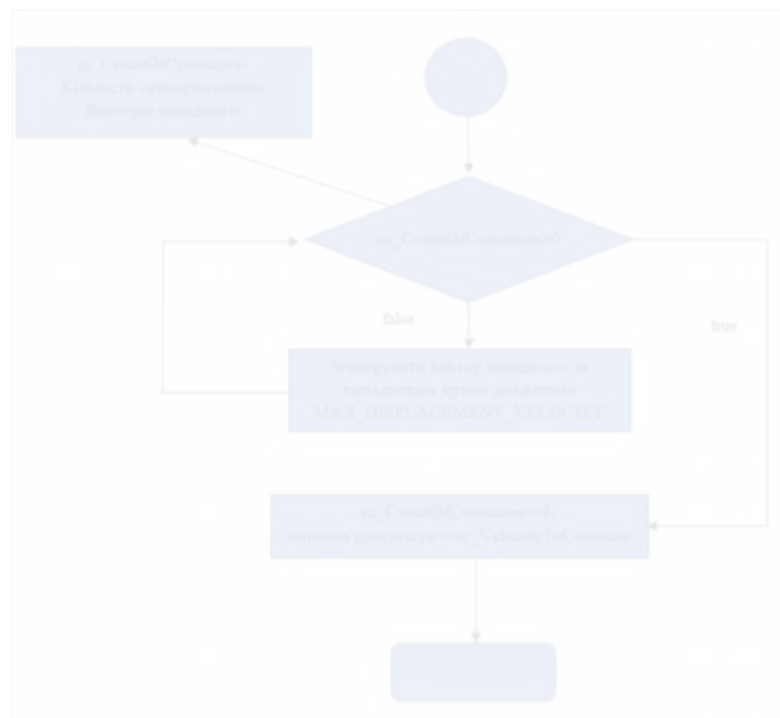 m_CountOfConsumes-
Кількість «використань»
Векторів швидкості
m_CountOfConsumes>0
false
true
Згенерувати вектор швидкості за
випадковим кутом довжиною
MAX_DISPLACEMENT_VELOCITY
m_CountOfConsumes-=1;
поточна швидкість+=m_VelocityToConsume